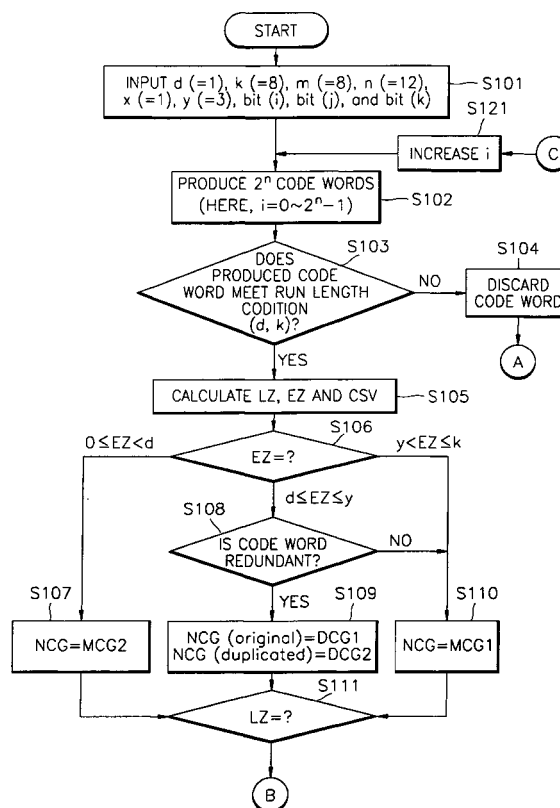 START
INPUT d (=1), k (=8), m (=8), n (=12),
x (=1), y (=3), bit (i), bit (j), and bit (k)
S101
S121
INCREASE i
C
PRODUCE 2ⁿ CODE WORDS
(HERE, i=0~2ⁿ−1)
S102
S103
DOES
PRODUCED CODE
WORD MEET RUN LENGTH
CODITION
(d, k)?
NO
S104
DISCARD
CODE WORD
A
YES
CALCULATE LZ, EZ AND CSV
S105
S106
0≤EZ<d
EZ=?
y<EZ≤k
d≤EZ≤y
S108
IS CODE WORD
REDUNDANT?
NO
YES
S107
S109
S110
NCG=MCG2
NCG (original)=DCG1
NCG (duplicated)=DCG2
NCG=MCG1
S111
LZ=?
B